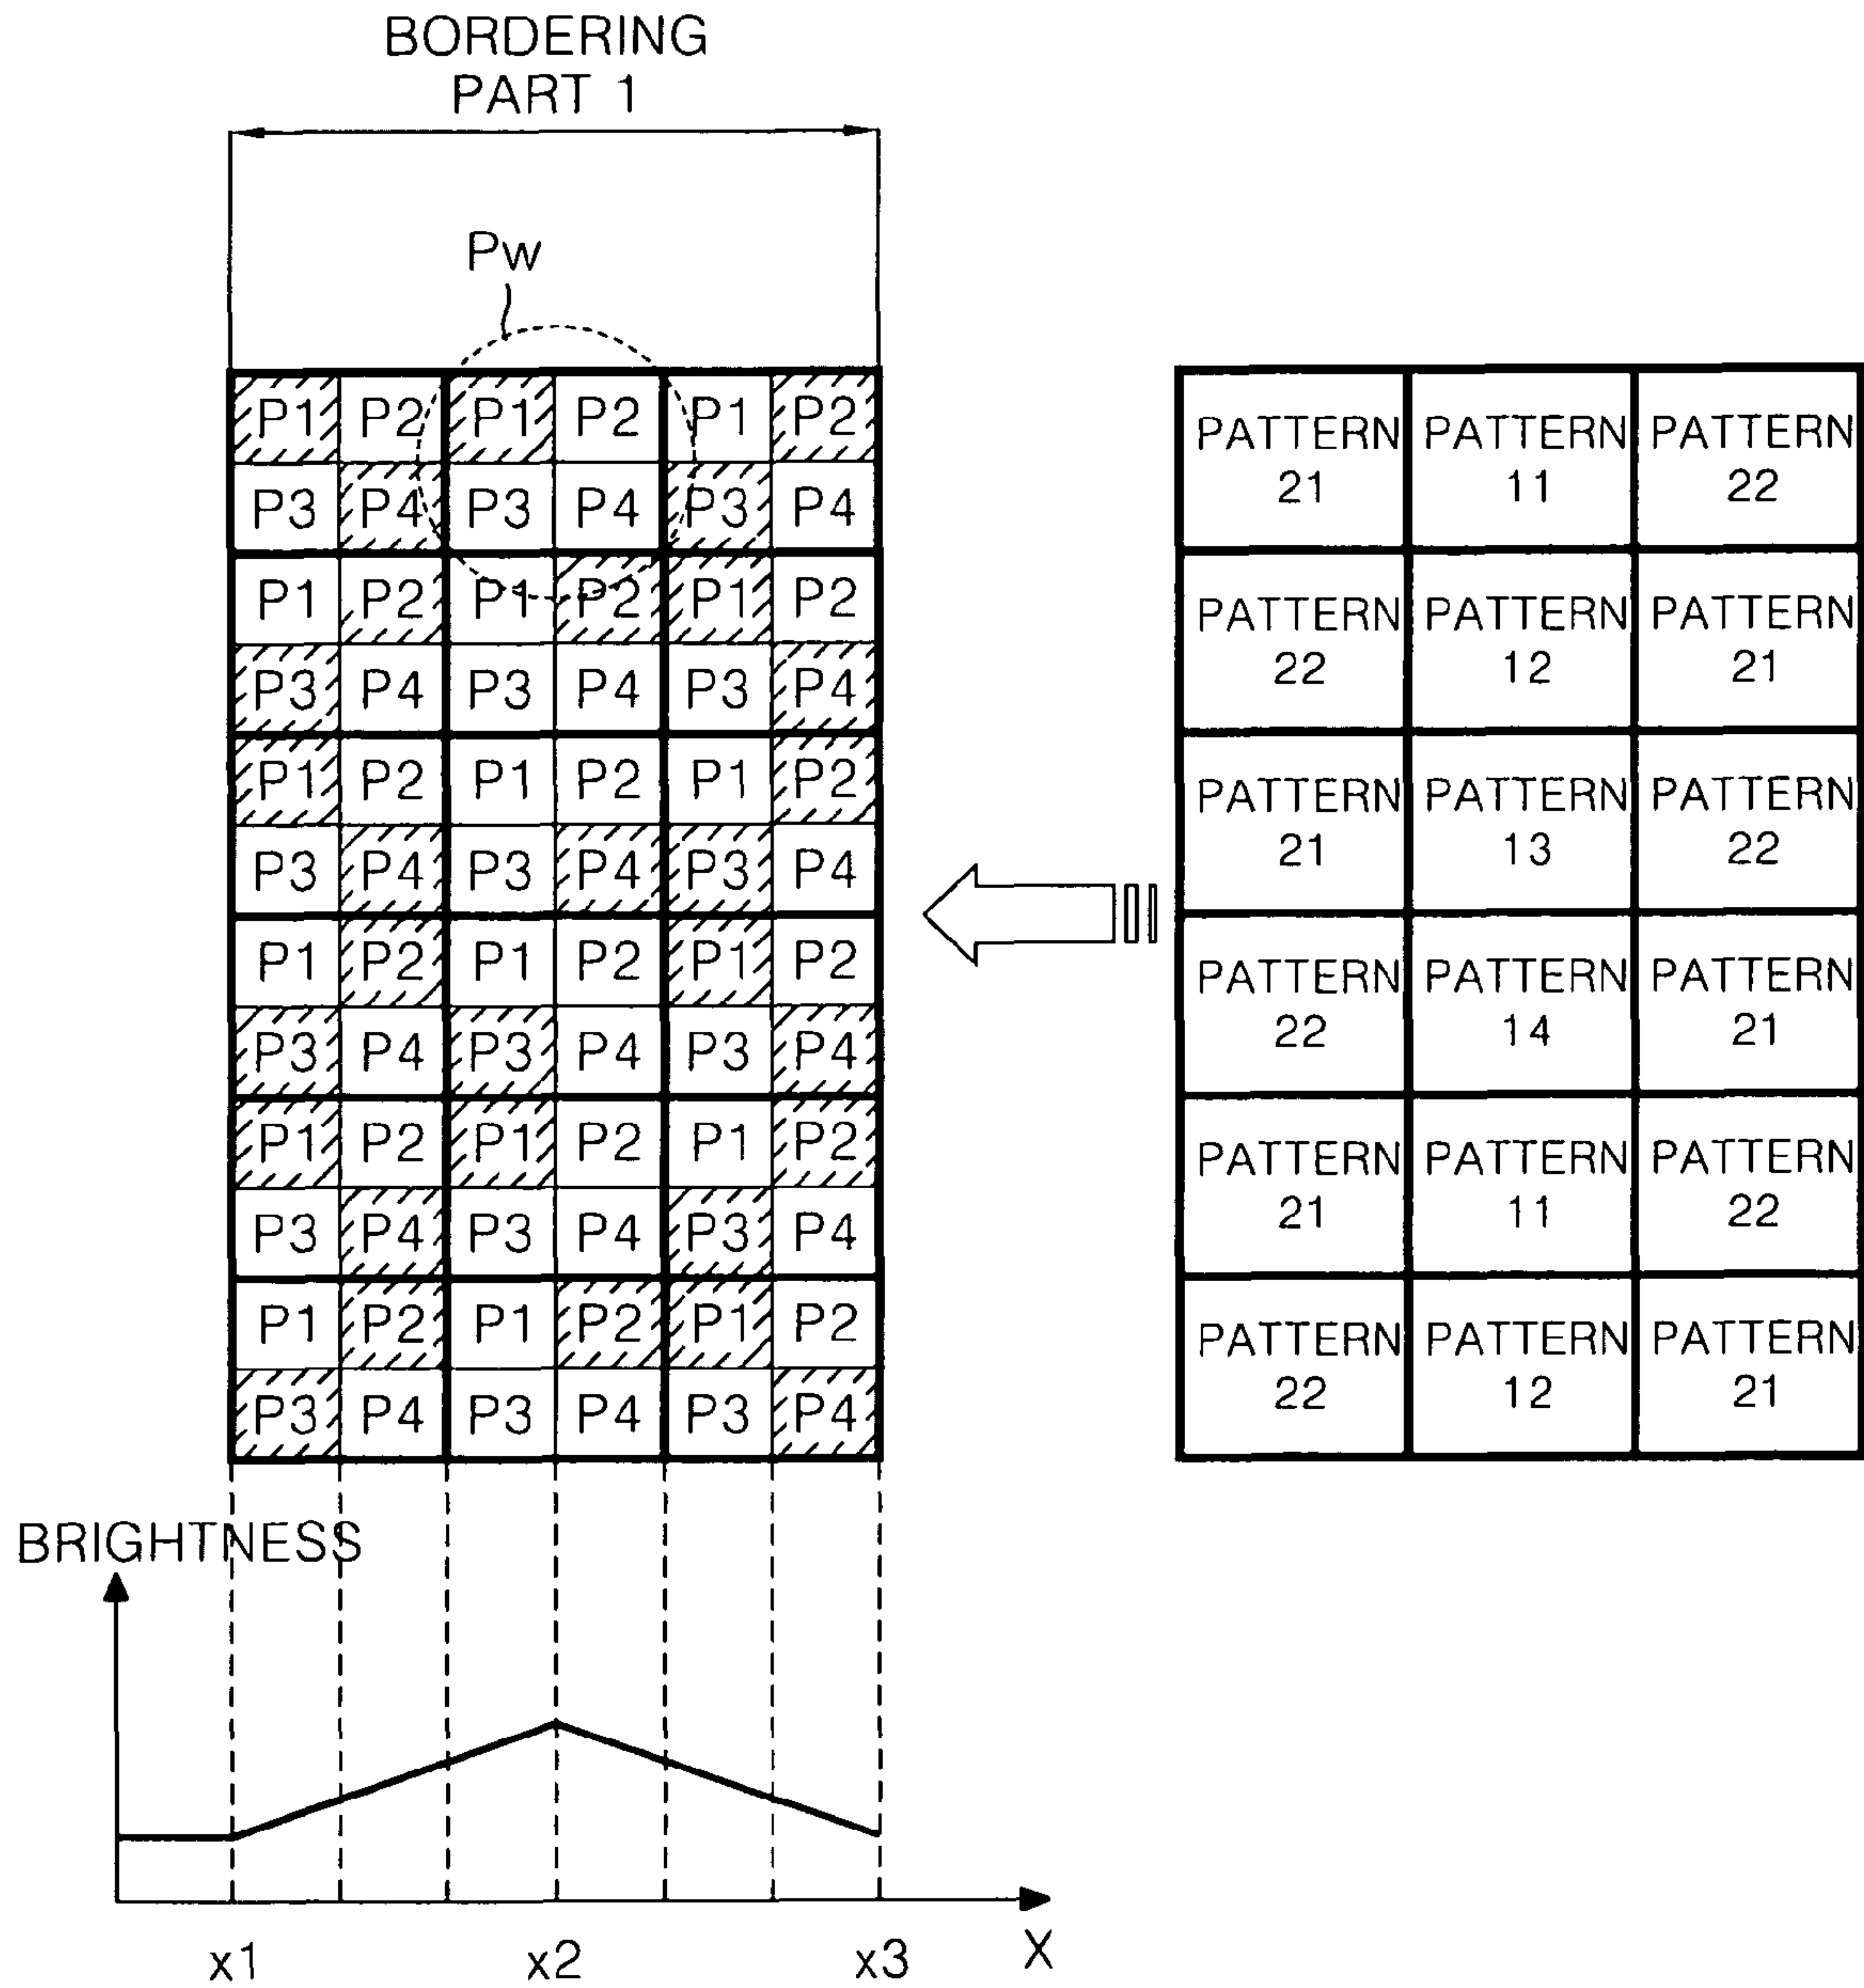 BORDERING
PART 1
Pw
P1 P2 P1 P2 P1 P2
P3 P4 P3 P4 P3 P4
P1 P2 P1 P2 P1 P2
P3 P4 P3 P4 P3 P4
P1 P2 P1 P2 P1 P2
P3 P4 P3 P4 P3 P4
P1 P2 P1 P2 P1 P2
P3 P4 P3 P4 P3 P4
P1 P2 P1 P2 P1 P2
P3 P4 P3 P4 P3 P4
P1 P2 P1 P2 P1 P2
P3 P4 P3 P4 P3 P4
PATTERN PATTERN PATTERN
21 11 22
PATTERN PATTERN PATTERN
22 12 21
PATTERN PATTERN PATTERN
21 13 22
PATTERN PATTERN PATTERN
22 14 21
PATTERN PATTERN PATTERN
21 11 22
PATTERN PATTERN PATTERN
22 12 21
BRIGHTNESS
x1 x2 x3 X